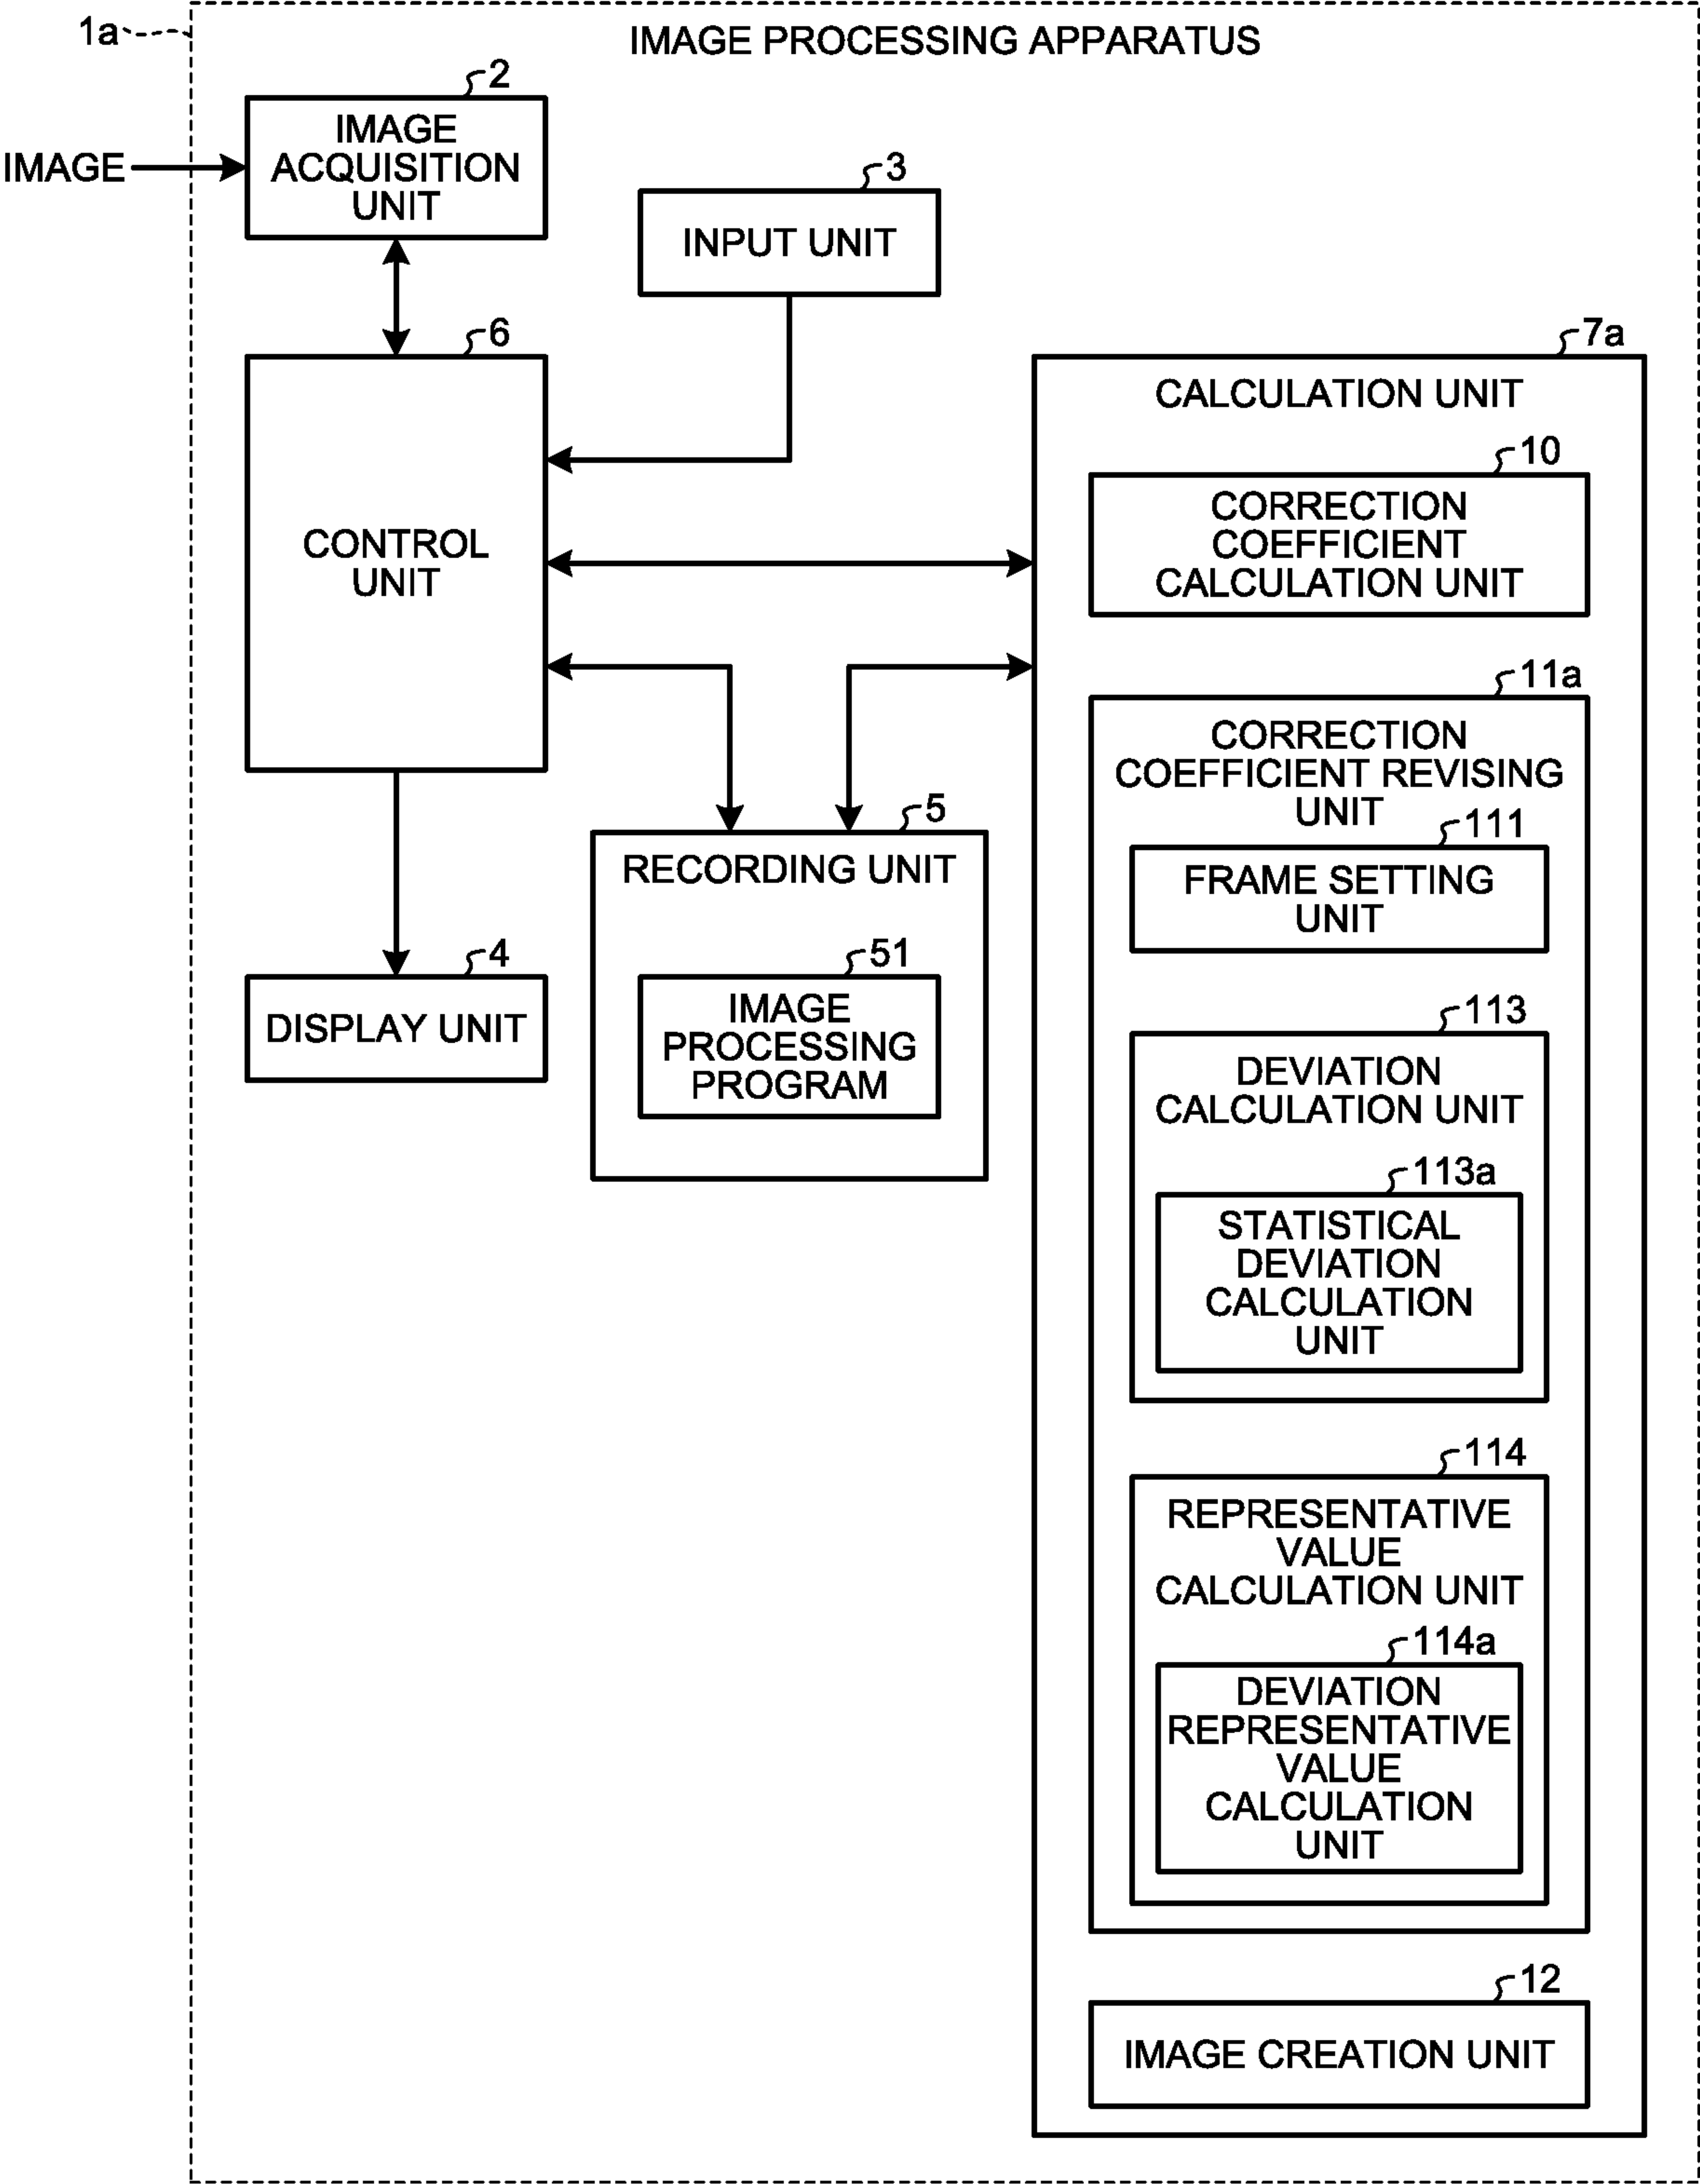 1a
IMAGE PROCESSING APPARATUS
2
IMAGE
ACQUISITION
UNIT
IMAGE
3
INPUT UNIT
6
CONTROL
UNIT
7a
CALCULATION UNIT
10
CORRECTION
COEFFICIENT
CALCULATION UNIT
11a
CORRECTION
COEFFICIENT REVISING
UNIT
111
FRAME SETTING
UNIT
5
RECORDING UNIT
51
IMAGE
PROCESSING
PROGRAM
4
DISPLAY UNIT
113
DEVIATION
CALCULATION UNIT
113a
STATISTICAL
DEVIATION
CALCULATION
UNIT
114
REPRESENTATIVE
VALUE
CALCULATION UNIT
114a
DEVIATION
REPRESENTATIVE
VALUE
CALCULATION
UNIT
12
IMAGE CREATION UNIT